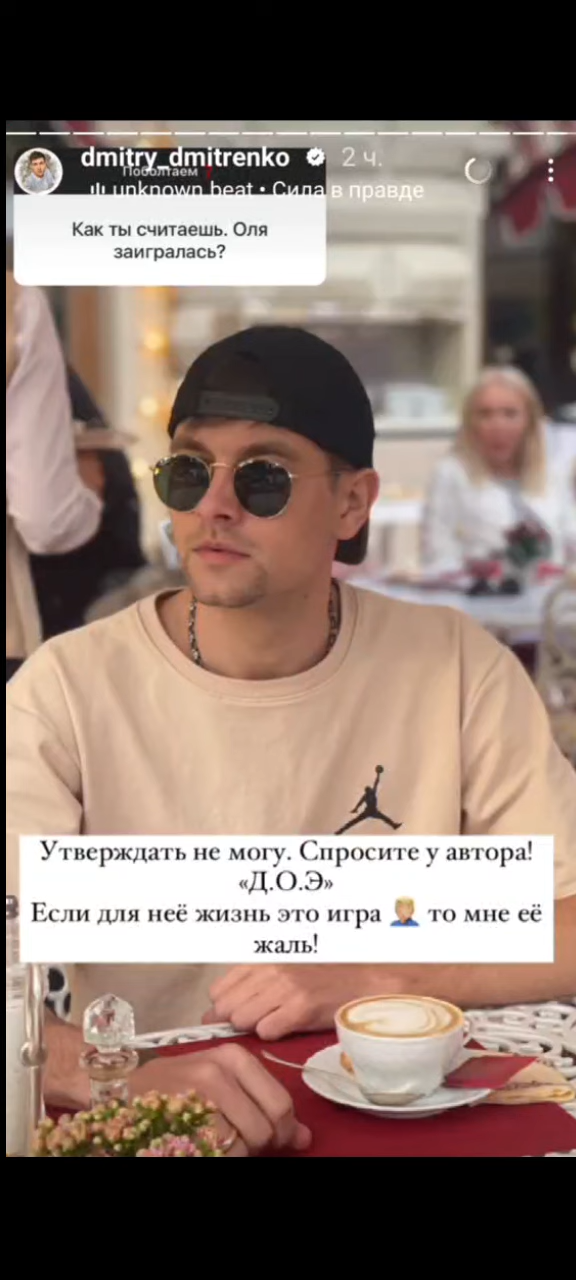 dmitry_dmitrenko 2 ч.
Поболтаем
unknown beat • Сила в правде
Как ты считаешь. Оля
заигралась?
Утверждать не могу. Спросите у автора!
«Д.О.Э»
Если для неё жизнь это игра 🤦🏼‍♂️ то мне её
жаль!